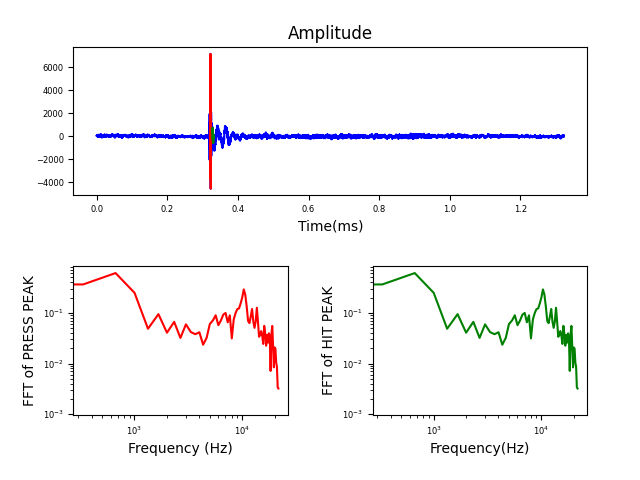 Amplitude
6000
4000
2000
0
−2000
−4000
0.0 0.2 0.4 0.6 0.8 1.0 1.2
Time(ms)
FFT of PRESS PEAK
10⁻¹
10⁻²
10⁻³
10³ 10⁴
Frequency (Hz)
FFT of HIT PEAK
10⁻¹
10⁻²
10⁻³
10³ 10⁴
Frequency(Hz)